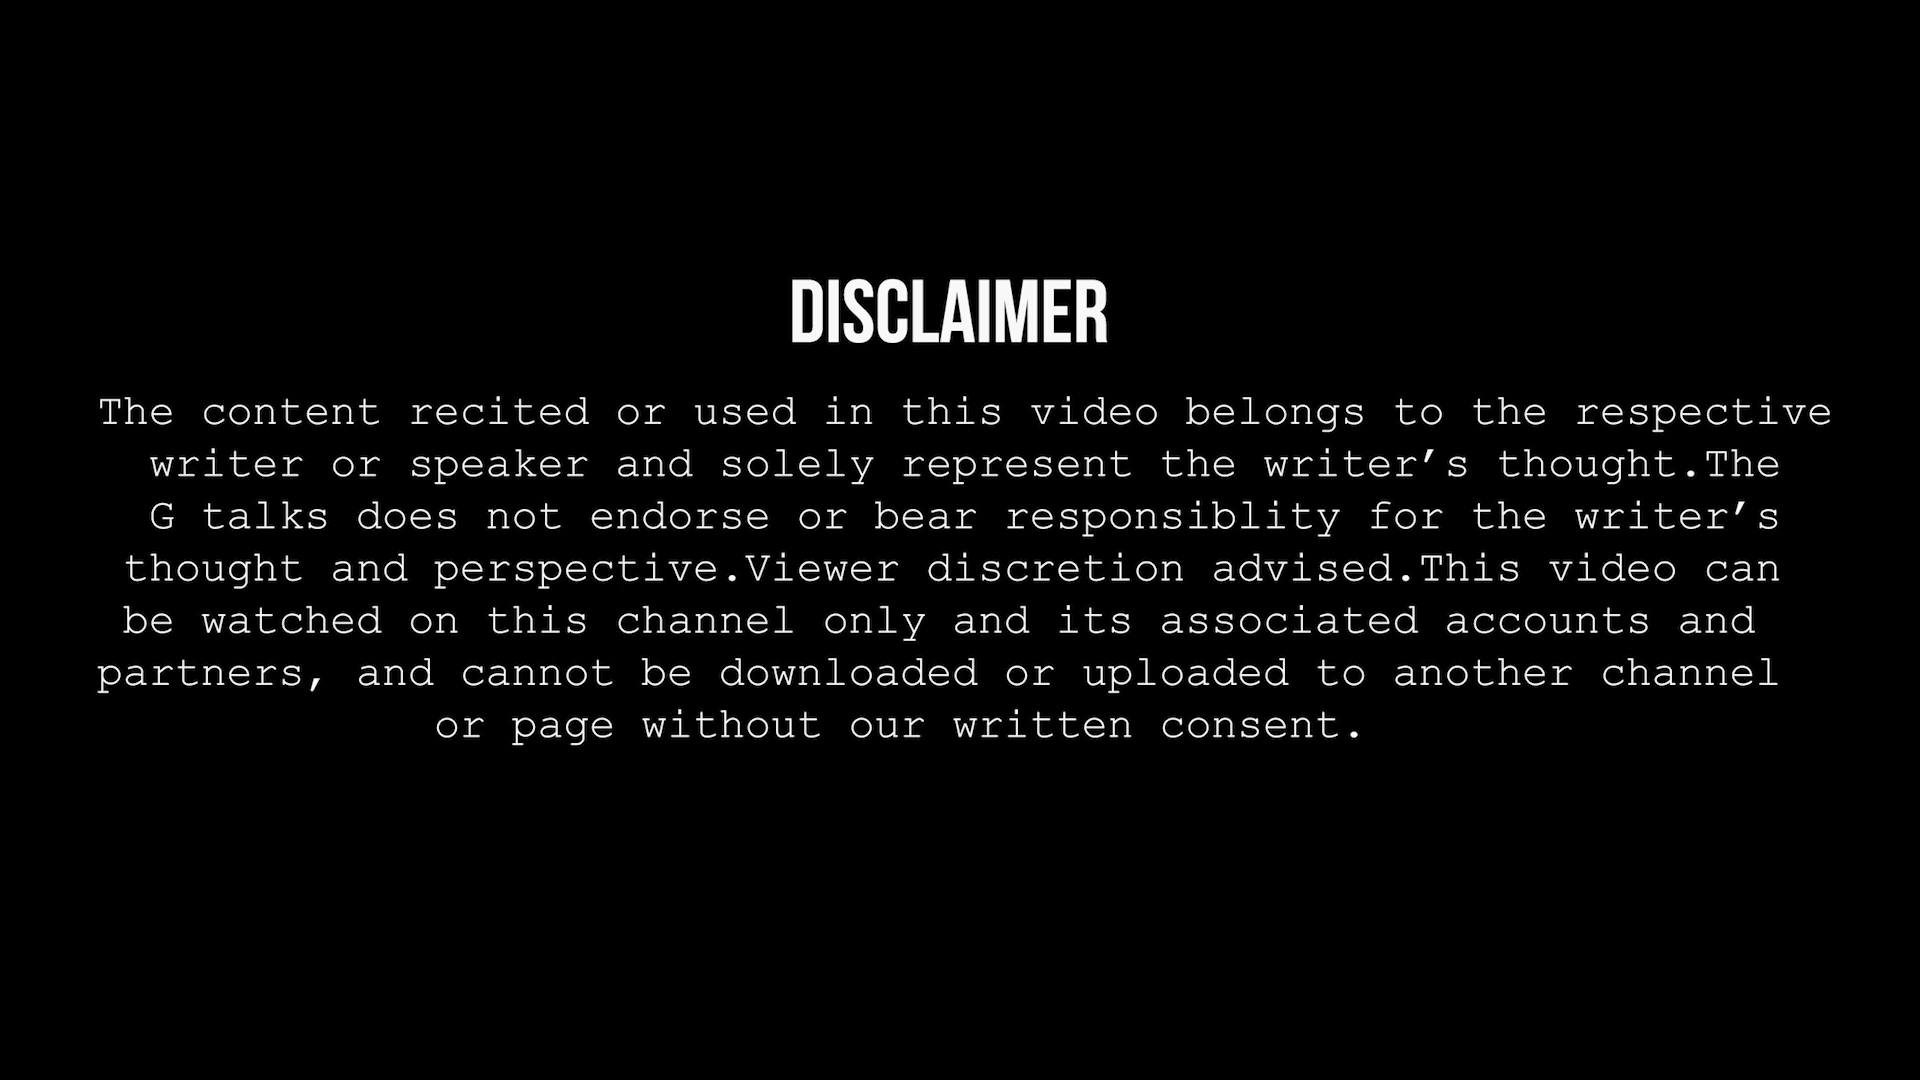 DISCLAIMER
The content recited or used in this video belongs to the respective
writer or speaker and solely represent the writer’s thought.The
G talks does not endorse or bear responsiblity for the writer’s
thought and perspective.Viewer discretion advised.This video can
be watched on this channel only and its associated accounts and
partners, and cannot be downloaded or uploaded to another channel
or page without our written consent.